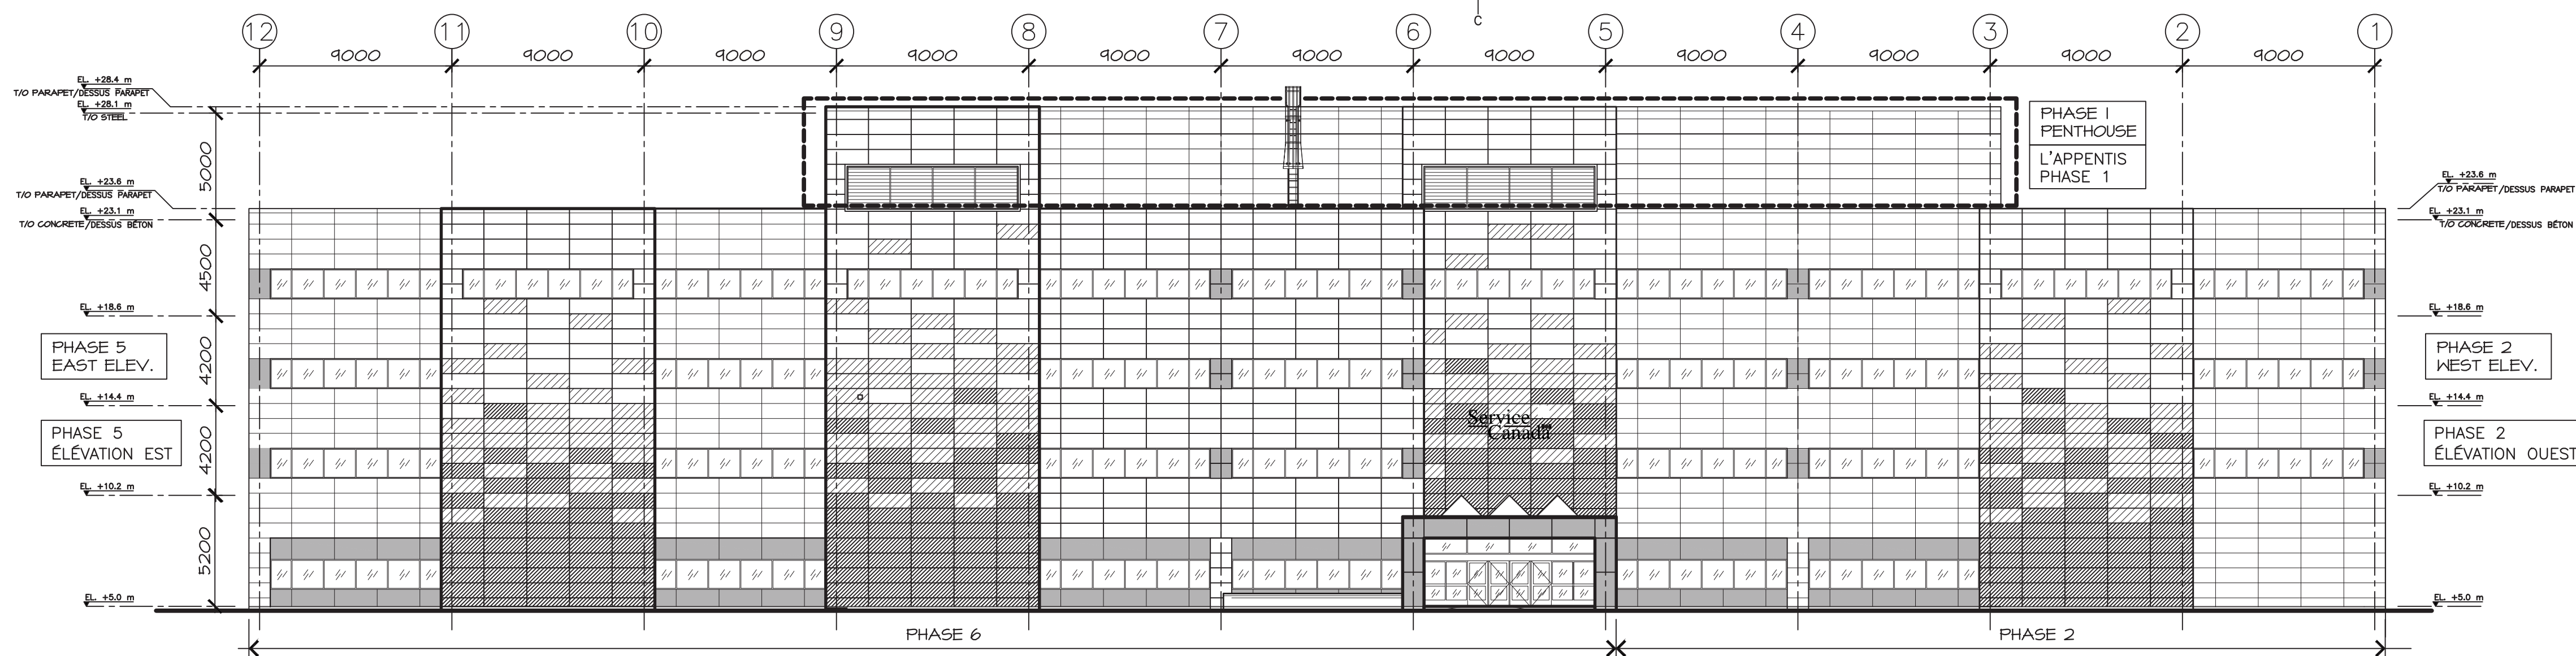 C
12 11 10 9 8 7 6 5 4 3 2 1
9000 9000 9000 9000 9000 9000 9000 9000 9000 9000 9000
EL. +28.4 m
T/O PARAPET/DESSUS PARAPET
EL. +28.1 m
T/O STEEL
5000
EL. +23.6 m
T/O PARAPET/DESSUS PARAPET
EL. +23.1 m
T/O CONCRETE/DESSUS BÉTON
4500
EL. +18.6 m
PHASE 5
EAST ELEV.
4200
EL. +14.4 m
PHASE 5
ÉLÉVATION EST
4200
EL. +10.2 m
5200
EL. +5.0 m
PHASE 1
PENTHOUSE
L'APPENTIS
PHASE 1
Service
Canada
EL. +23.6 m
T/O PARAPET/DESSUS PARAPET
EL. +23.1 m
T/O CONCRETE/DESSUS BÉTON
EL. +18.6 m
PHASE 2
WEST ELEV.
EL. +14.4 m
PHASE 2
ÉLÉVATION OUEST
EL. +10.2 m
EL. +5.0 m
PHASE 6
PHASE 2